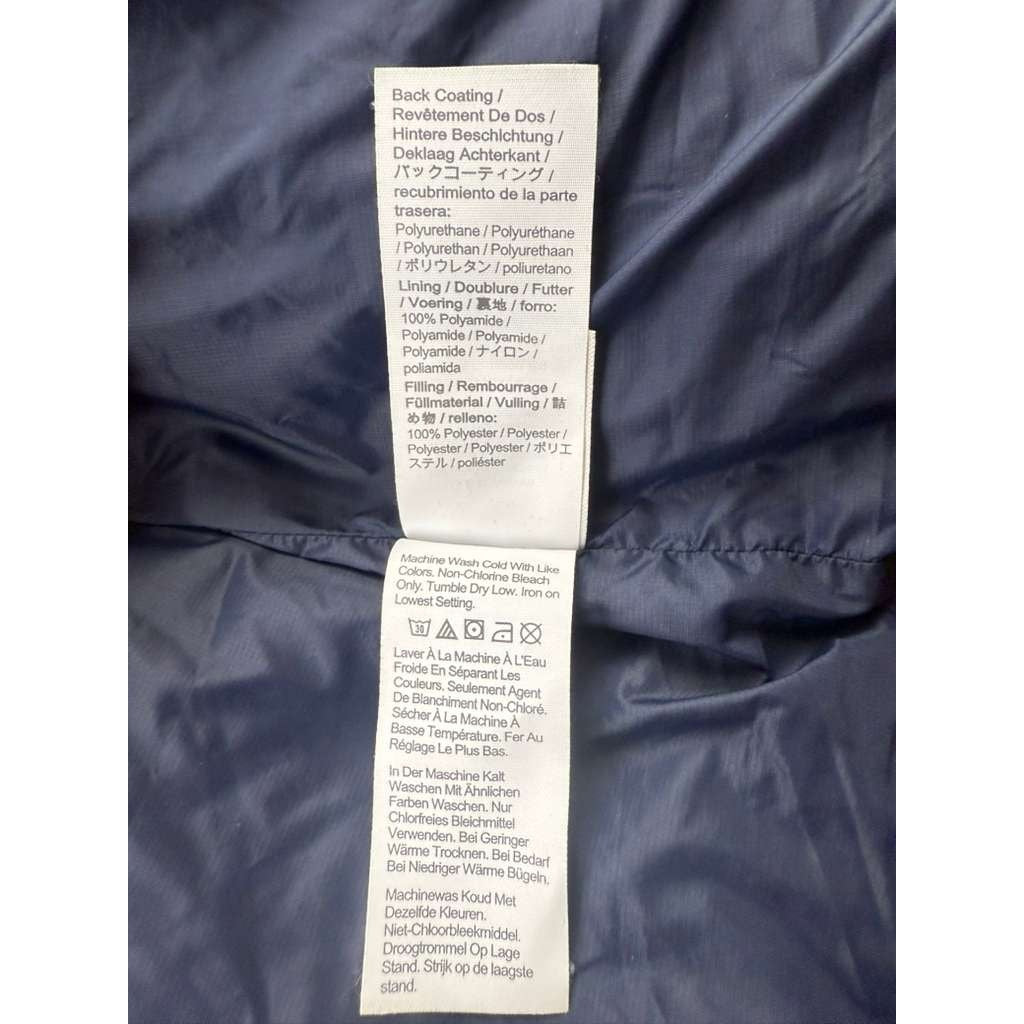 Back Coating /
Revêtement De Dos /
Hintere Beschichtung /
Deklaag Achterkant /
バックコーティング /
recubrimiento de la parte
trasera:
Polyurethane / Polyuréthane
/ Polyurethan / Polyurethaan
/ ポリウレタン / poliuretano
Lining / Doublure / Futter
/ Voering / 裏地 / forro:
100% Polyamide /
Polyamide / Polyamide /
Polyamide / ナイロン /
poliamida
Filling / Rembourrage /
Füllmaterial / Vulling / 詰
め物 / relleno:
100% Polyester / Polyester /
Polyester / Polyester / ポリエ
ステル / poliéster
Machine Wash Cold With Like
Colors. Non-Chlorine Bleach
Only. Tumble Dry Low. Iron on
Lowest Setting.
30
Laver À La Machine À L'Eau
Froide En Séparant Les
Couleurs. Seulement Agent
De Blanchiment Non-Chloré.
Sécher À La Machine À
Basse Température. Fer Au
Réglage Le Plus Bas.
In Der Maschine Kalt
Waschen Mit Ähnlichen
Farben Waschen. Nur
Chlorfreies Bleichmittel
Verwenden. Bei Geringer
Wärme Trocknen. Bei Bedarf
Bei Niedriger Wärme Bügeln.
Machinewas Koud Met
Dezelfde Kleuren.
Niet-Chloorbleekmiddel.
Droogtrommel Op Lage
Stand. Strijk op de laagste
stand.